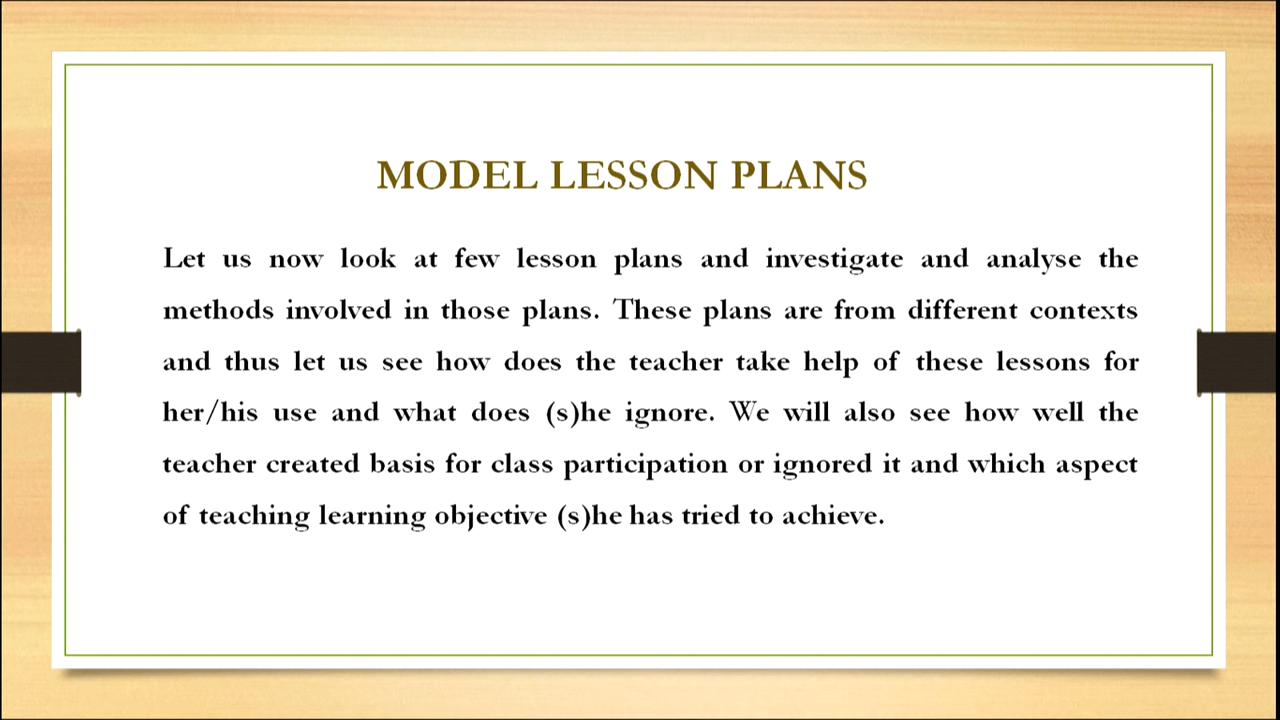 MODEL LESSON PLANS
Let us now look at few lesson plans and investigate and analyse the
methods involved in those plans. These plans are from different contexts
and thus let us see how does the teacher take help of these lessons for
her/his use and what does (s)he ignore. We will also see how well the
teacher created basis for class participation or ignored it and which aspect
of teaching learning objective (s)he has tried to achieve.